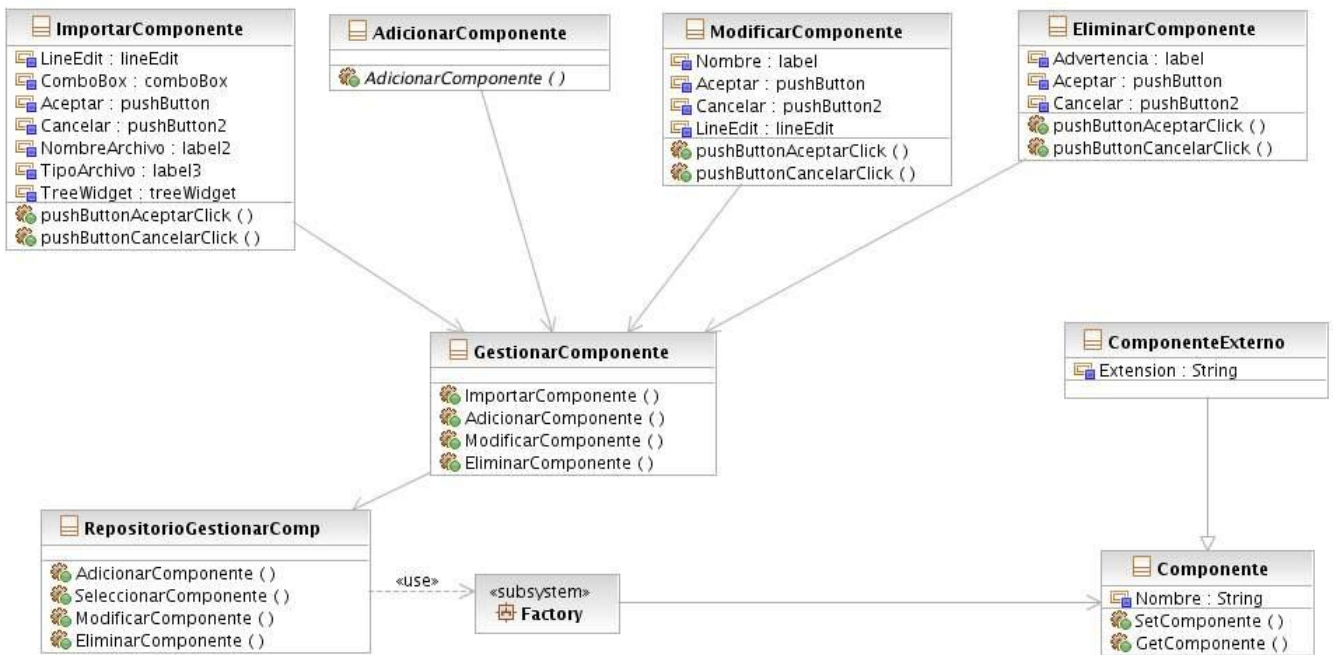 ImportarComponente
LineEdit : lineEdit
ComboBox : comboBox
Aceptar : pushButton
Cancelar : pushButton2
NombreArchivo : label2
TipoArchivo : label3
TreeWidget : treeWidget
pushButtonAceptarClick ( )
pushButtonCancelarClick ( )
AdicionarComponente
AdicionarComponente ( )
ModificarComponente
Nombre : label
Aceptar : pushButton
Cancelar : pushButton2
LineEdit : lineEdit
pushButtonAceptarClick ( )
pushButtonCancelarClick ( )
EliminarComponente
Advertencia : label
Aceptar : pushButton
Cancelar : pushButton2
pushButtonAceptarClick ( )
pushButtonCancelarClick ( )
GestionarComponente
ImportarComponente ( )
AdicionarComponente ( )
ModificarComponente ( )
EliminarComponente ( )
ComponenteExterno
Extension : String
RepositorioGestionarComp
AdicionarComponente ( )
SeleccionarComponente ( )
ModificarComponente ( )
EliminarComponente ( )
«use»
«subsystem»
Factory
Componente
Nombre : String
SetComponente ( )
GetComponente ( )